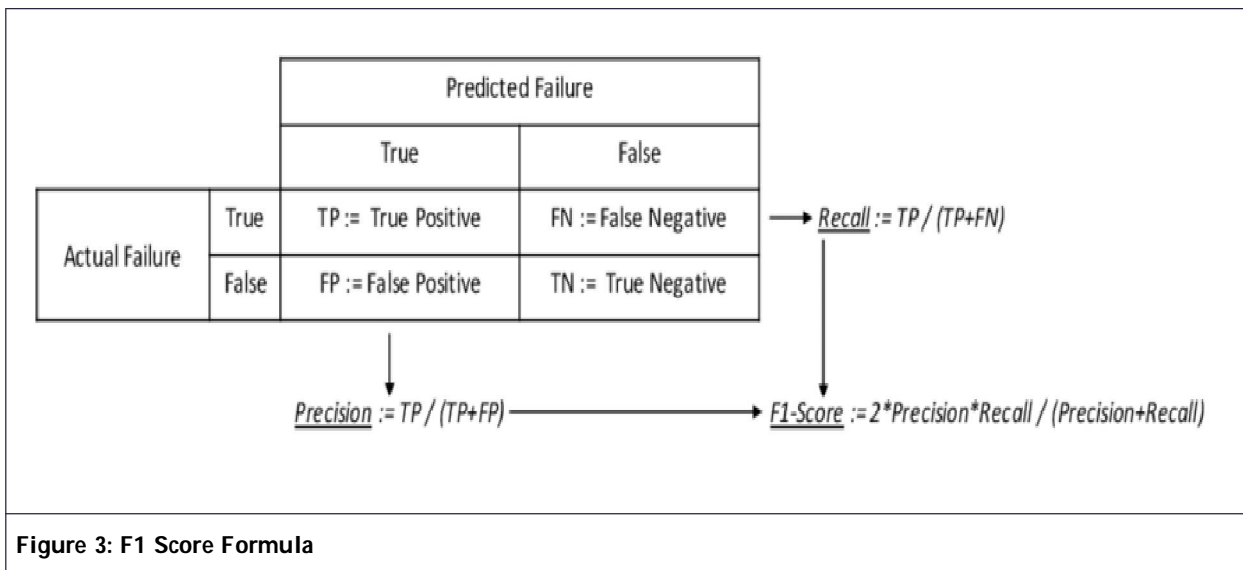 Predicted Failure
True False
Actual Failure True TP := True Positive FN := False Negative Recall := TP / (TP+FN)
False FP := False Positive TN := True Negative
Precision := TP / (TP+FP) F1-Score := 2*Precision*Recall / (Precision+Recall)
Figure 3: F1 Score Formula